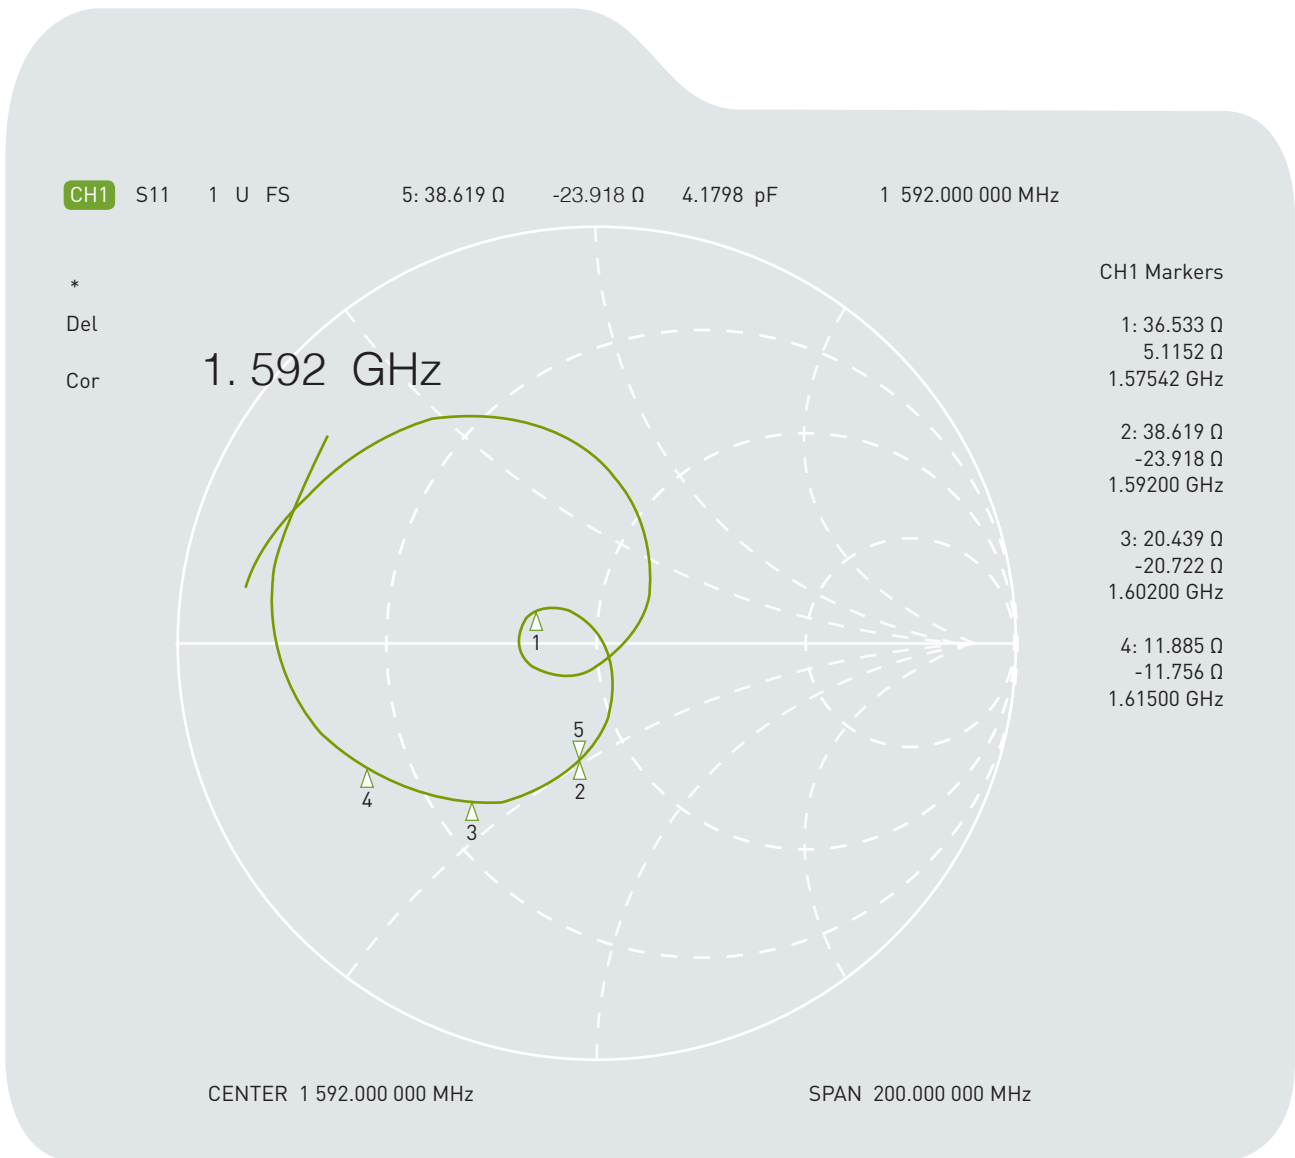 CH1 S11 1 U FS 5: 38.619 Ω -23.918 Ω 4.1798 pF 1 592.000 000 MHz
*
Del
Cor
1. 592 GHz
CH1 Markers
1: 36.533 Ω
5.1152 Ω
1.57542 GHz
2: 38.619 Ω
-23.918 Ω
1.59200 GHz
3: 20.439 Ω
-20.722 Ω
1.60200 GHz
4: 11.885 Ω
-11.756 Ω
1.61500 GHz
1
5
2
4
3
CENTER 1 592.000 000 MHz
SPAN 200.000 000 MHz